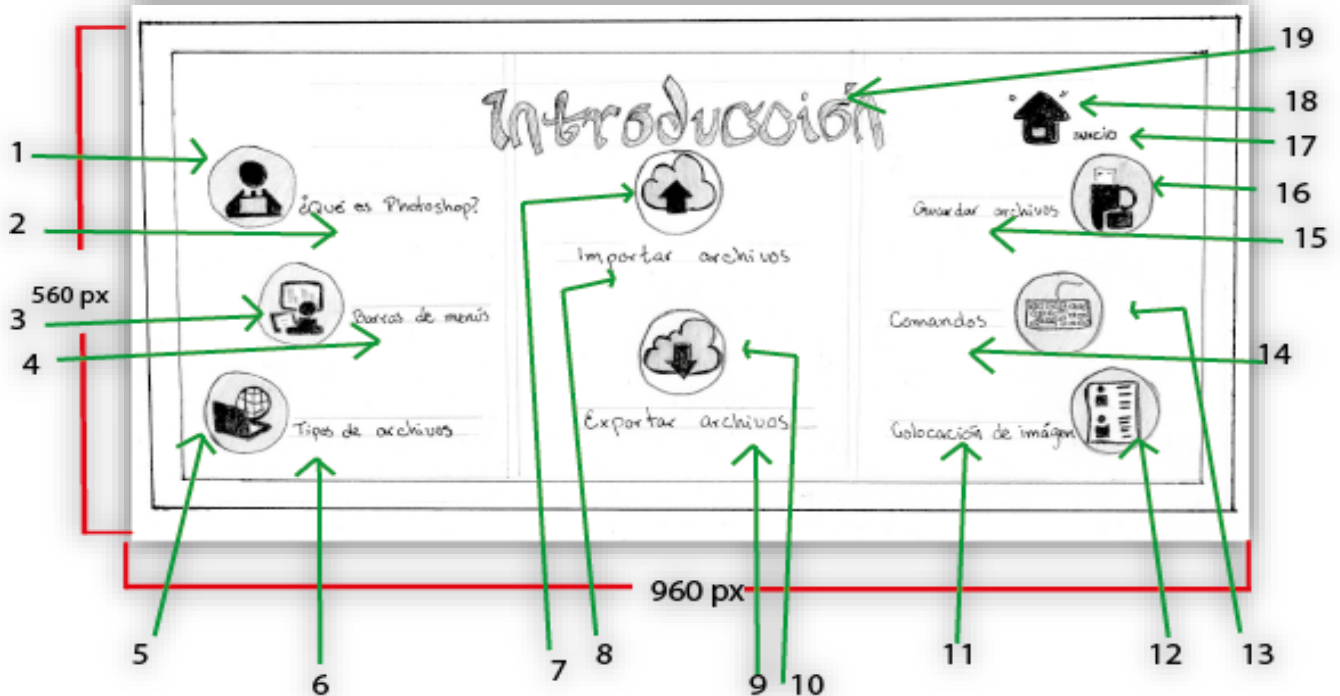 19
Introducción
18
inicio
17
1
16
¿Qué es Photoshop?
Guardar archivos
2
15
Importar archivos
560 px
3
Barras de menús
Comandos
4
14
Tipos de archivos
Exportar archivos
Colocación de imágen
960 px
5
6
7
8
9
10
11
12
13